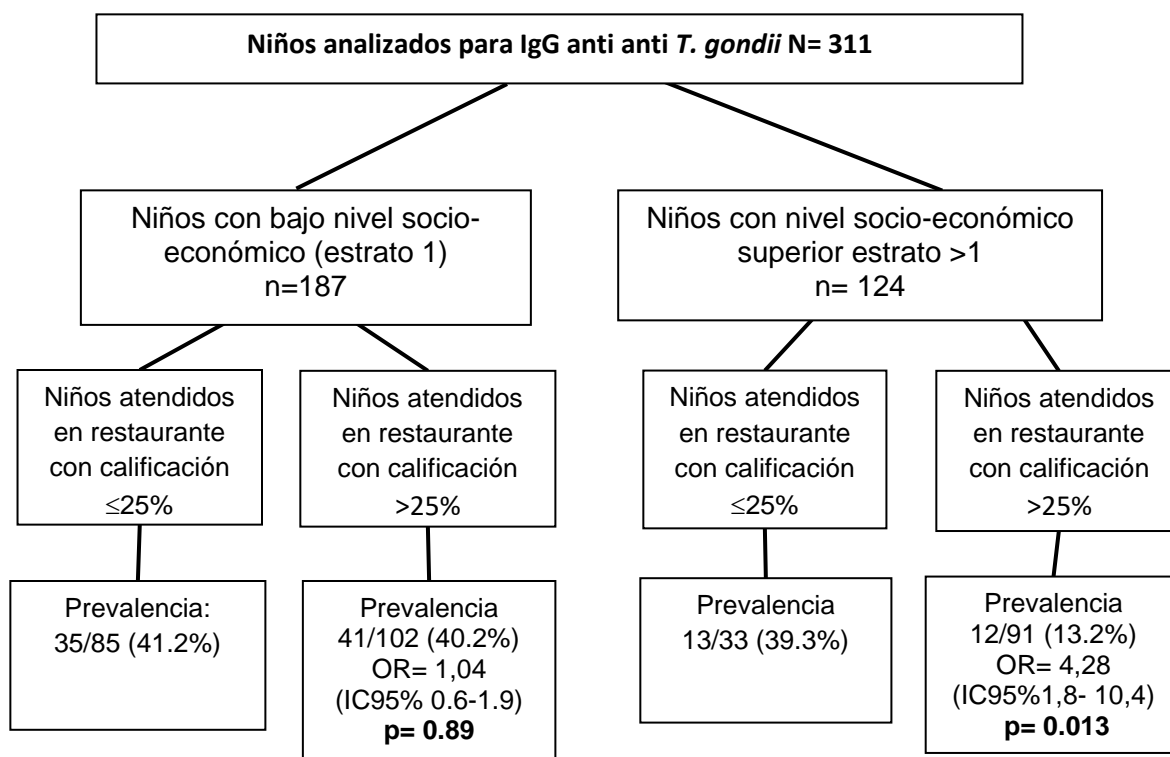 Niños analizados para IgG anti anti T. gondii N= 311
Niños con bajo nivel socio-
económico (estrato 1)
n=187
Niños con nivel socio-económico
superior estrato >1
n= 124
Niños atendidos
en restaurante
con calificación
≤25%
Niños atendidos
en restaurante
con calificación
>25%
Niños atendidos
en restaurante
con calificación
≤25%
Niños atendidos
en restaurante
con calificación
>25%
Prevalencia:
35/85 (41.2%)
Prevalencia
41/102 (40.2%)
OR= 1,04
(IC95% 0.6-1.9)
p= 0.89
Prevalencia
13/33 (39.3%)
Prevalencia
12/91 (13.2%)
OR= 4,28
(IC95%1,8- 10,4)
p= 0.013